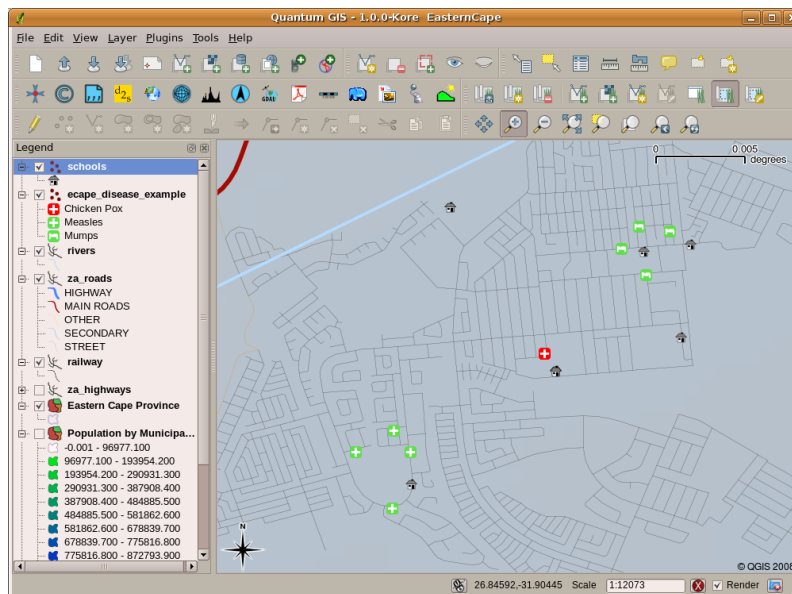 Quantum GIS - 1.0.0-Kore EasternCape
File Edit View Layer Plugins Tools Help
d2s
GDAL
Legend
schools
ecape_disease_example
Chicken Pox
Measles
Mumps
rivers
za_roads
HIGHWAY
MAIN ROADS
OTHER
SECONDARY
STREET
railway
za_highways
Eastern Cape Province
Population by Municipa...
-0.001 - 96977.100
96977.100 - 193954.200
193954.200 - 290931.300
290931.300 - 387908.400
387908.400 - 484885.500
484885.500 - 581862.600
581862.600 - 678839.700
678839.700 - 775816.800
775816.800 - 872793.900
0 0.005
degrees
N
© QGIS 2008
26.84592,-31.90445 Scale 1:12073 Render